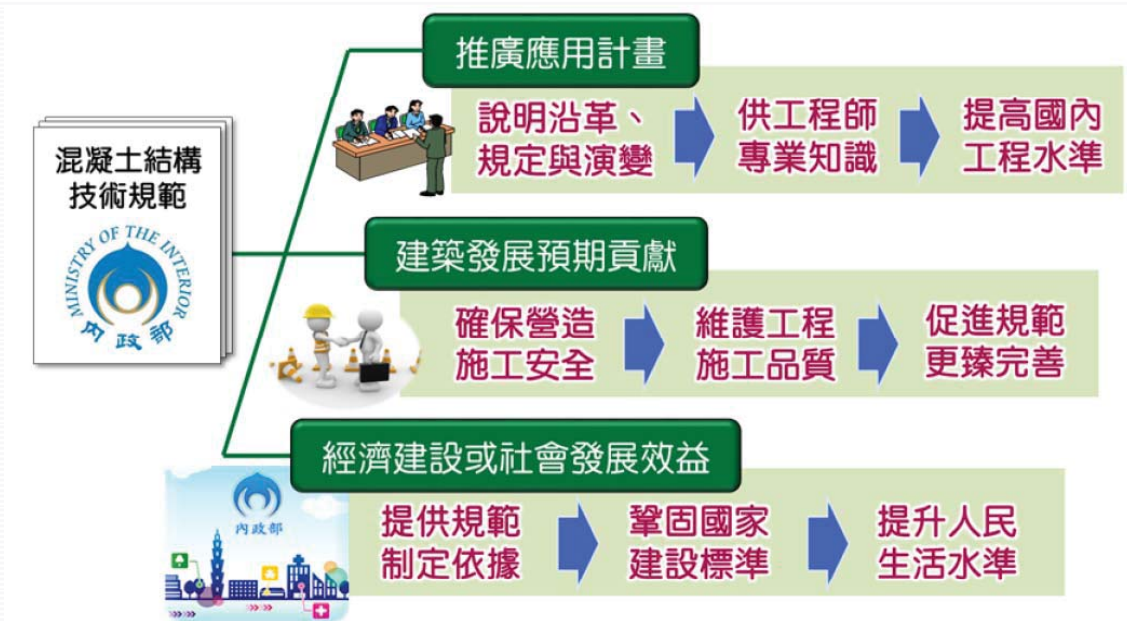 推廣應用計畫
說明沿革、
規定與演變
供工程師
專業知識
提高國內
工程水準
混凝土結構
技術規範
MINISTRY OF THE INTERIOR
內政部
建築發展預期貢獻
確保營造
施工安全
維護工程
施工品質
促進規範
更臻完善
經濟建設或社會發展效益
內政部
提供規範
制定依據
鞏固國家
建設標準
提升人民
生活水準